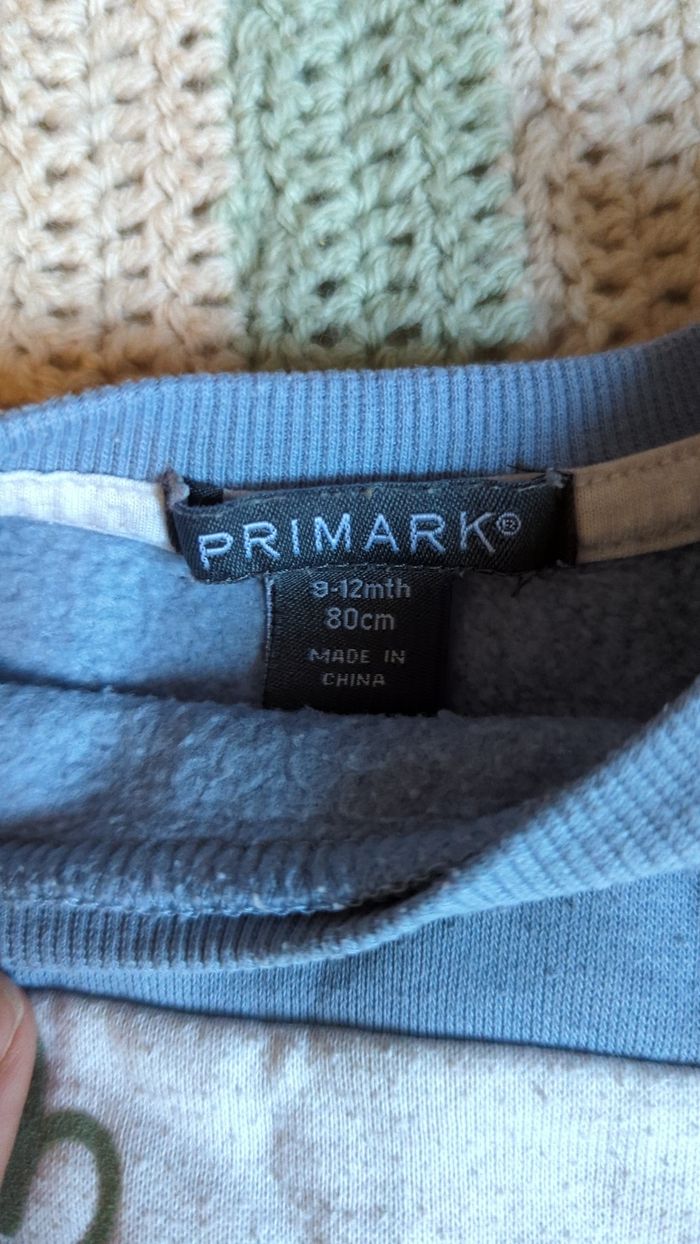 PRIMARK®
9-12mth
80cm
MADE IN
CHINA